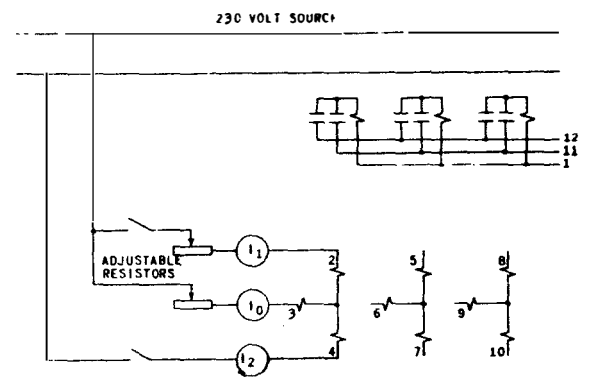 230 VOLT SOURCE
12
11
1
I1
ADJUSTABLE
RESISTORS
2
5
8
I0
3
6
9
4
7
10
I2